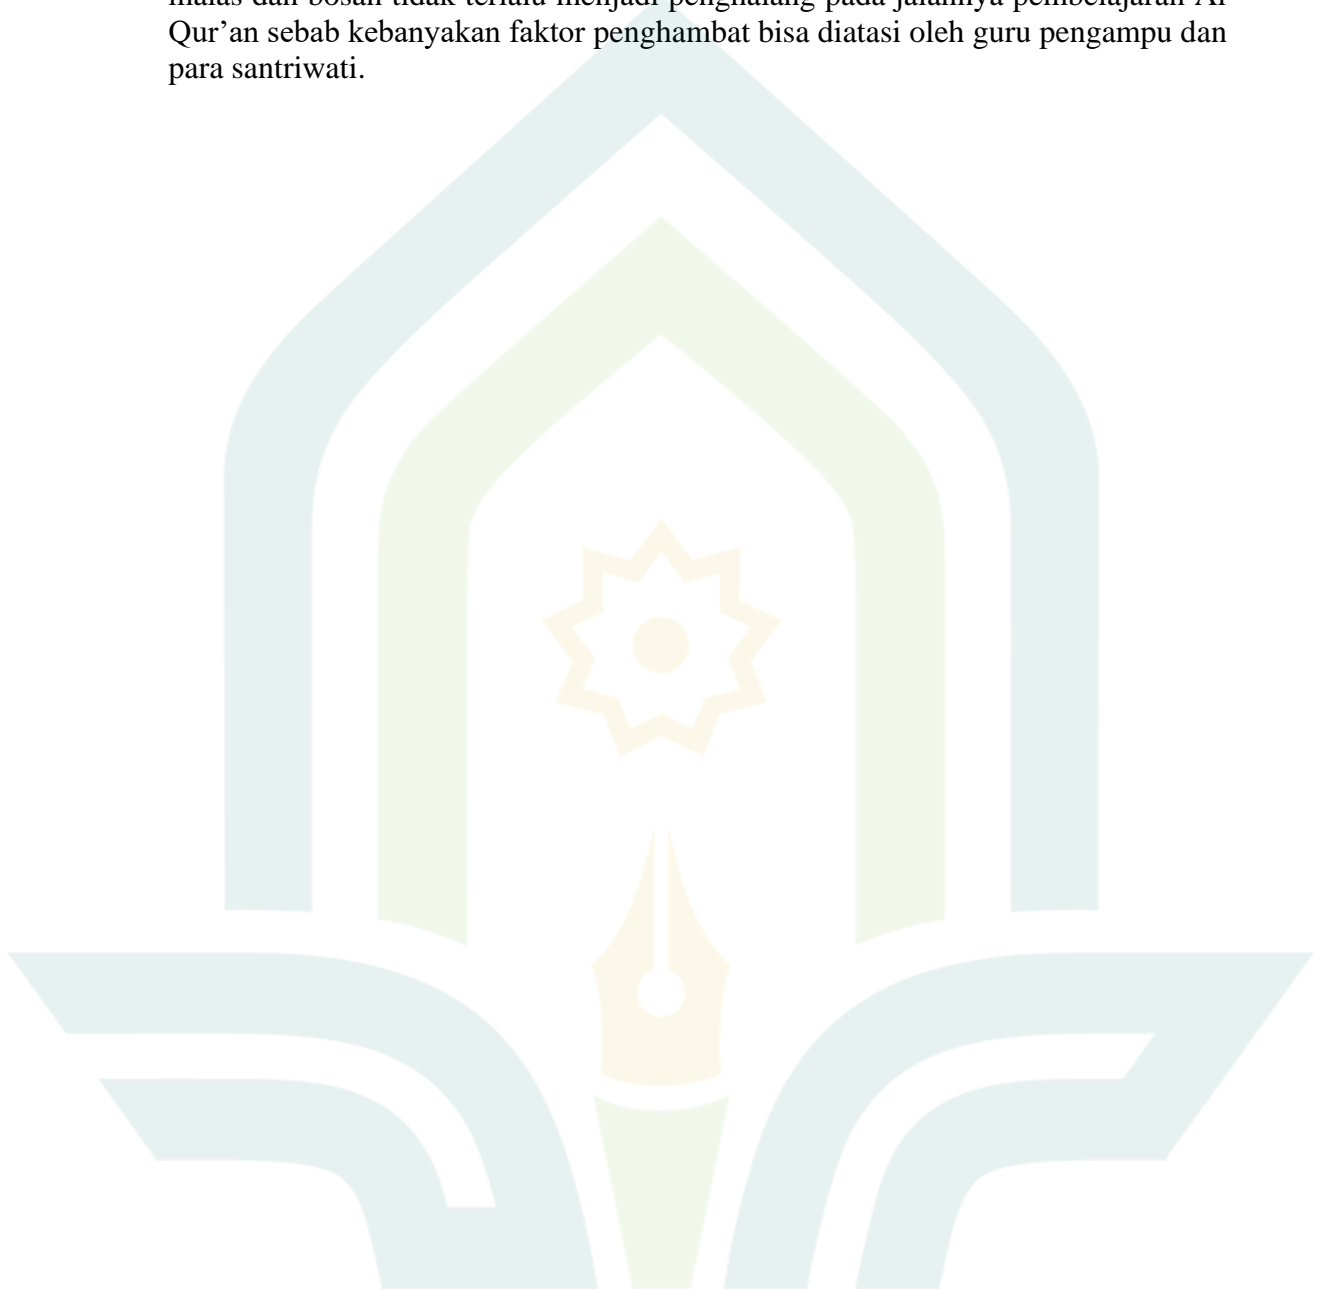 malas dan bosan tidak terlalu menjadi penghalang pada jalannya pembelajaran Al
Qur’an sebab kebanyakan faktor penghambat bisa diatasi oleh guru pengampu dan
para santriwati.